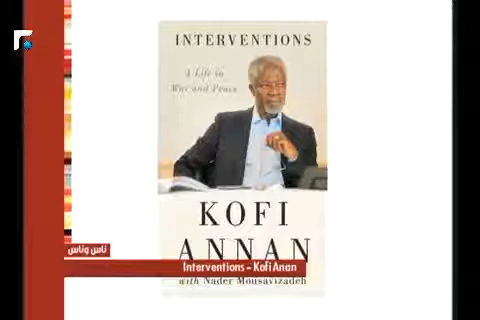 INTERVENTIONS
A Life in
War and Peace
KOFI
ANNAN
with Nader Mousavizadeh
ناس وناس
Interventions - Kofi Anan